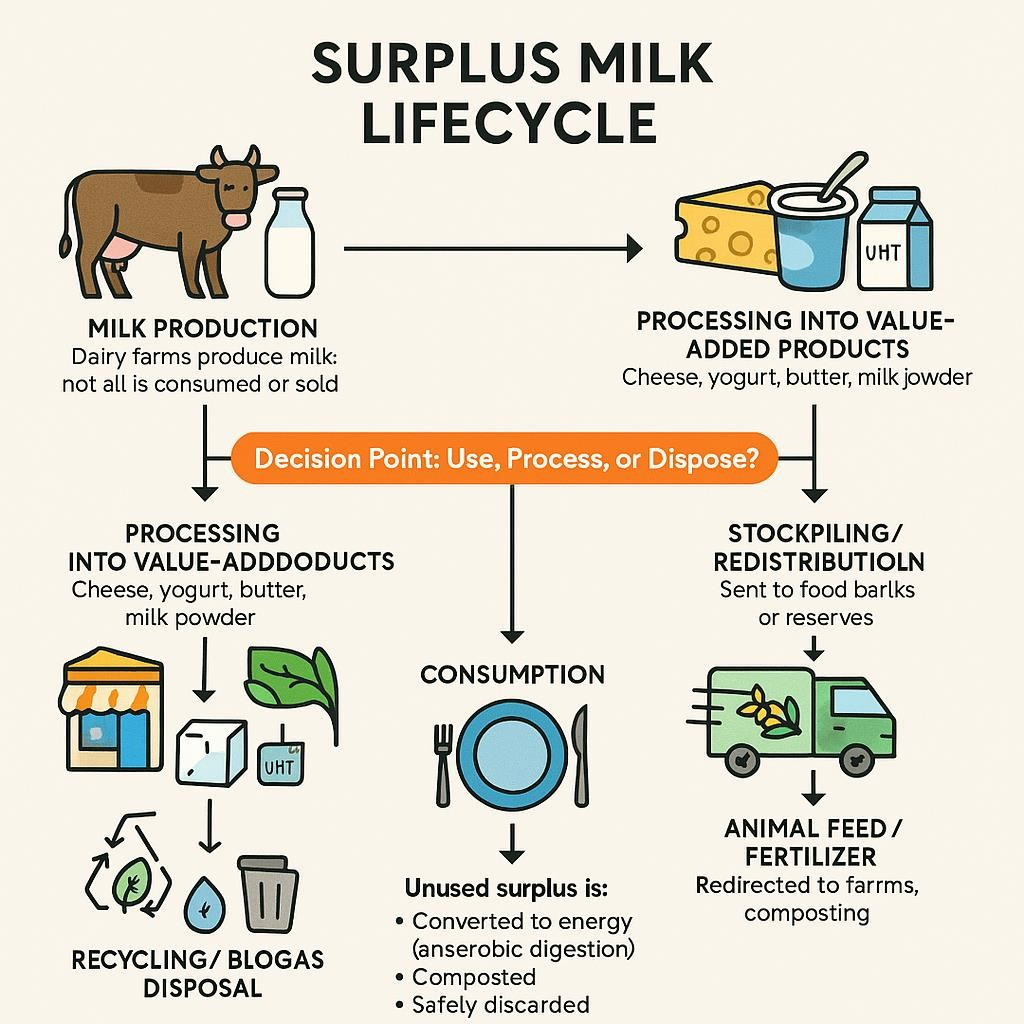 SURPLUS MILK
LIFECYCLE
UHT
MILK PRODUCTION
Dairy farms produce milk:
not all is consumed or sold
PROCESSING INTO VALUE-
ADDED PRODUCTS
Cheese, yogurt, butter, milk jowder
Decision Point: Use, Process, or Dispose?
PROCESSING
INTO VALUE-ADDDODUCTS
Cheese, yogurt, butter,
milk powder
STOCKPILING/
REDISTRIBUTIOLN
Sent to food barlks
or reserves
UHT
CONSUMPTION
ANIMAL FEED/
FERTILIZER
Redirected to farrms,
composting
Unused surplus is:
• Converted to energy
(anserobic digestion)
• Composted
• Safely discarded
RECYCLING/ BLOGAS
DISPOSAL